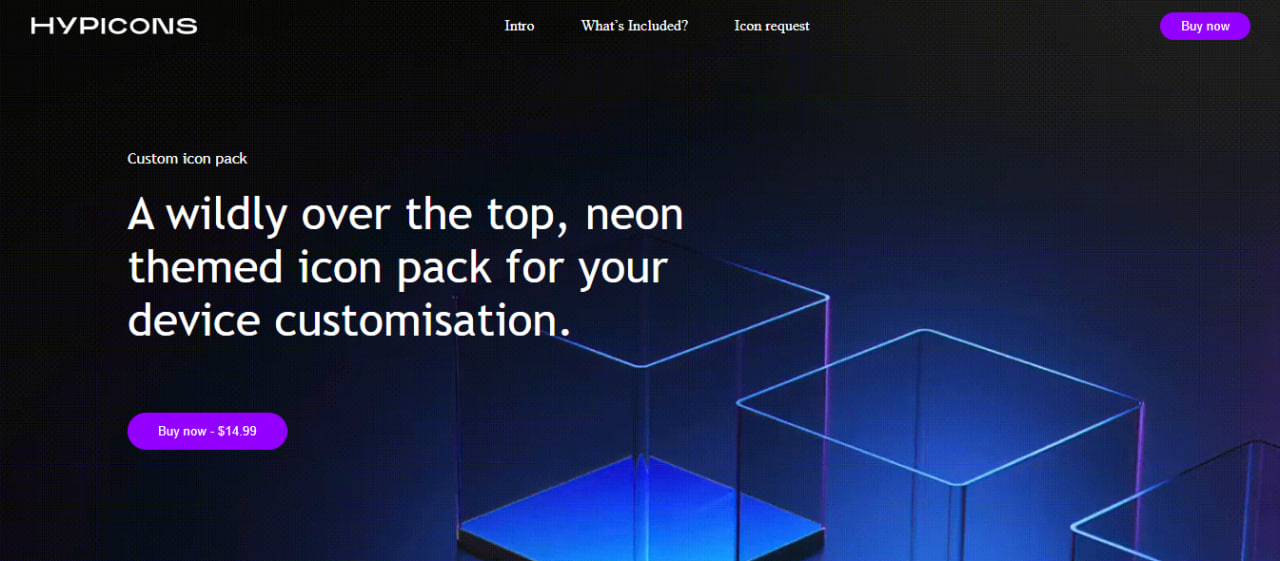 HYPICONS
Intro
What's Included?
Icon request
Buy now
Custom icon pack
A wildly over the top, neon
themed icon pack for your
device customisation.
Buy now - $14.99